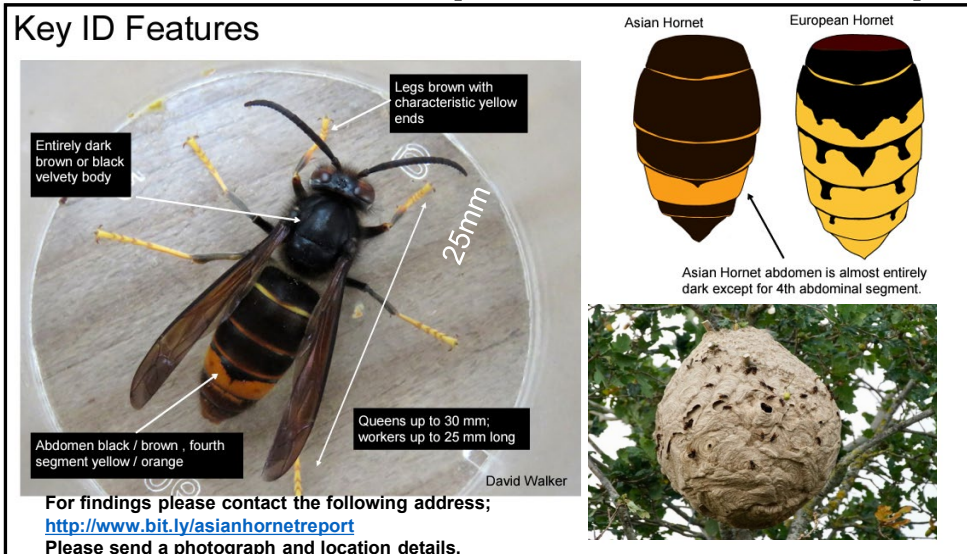 Key ID Features
Legs brown with
characteristic yellow
ends
Entirely dark
brown or black
velvety body
25mm
Queens up to 30 mm;
workers up to 25 mm long
Abdomen black / brown , fourth
segment yellow / orange
David Walker
Asian Hornet
European Hornet
Asian Hornet abdomen is almost entirely
dark except for 4th abdominal segment.
For findings please contact the following address;
http://www.bit.ly/asianhornetreport
Please send a photograph and location details.